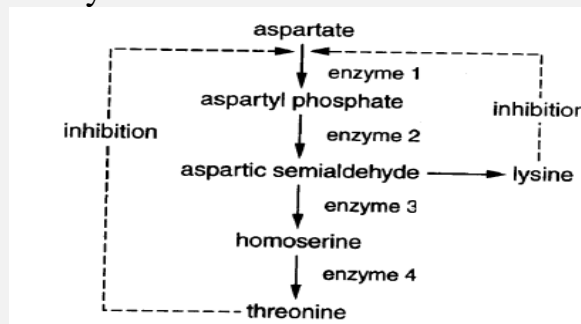 aspartate
enzyme 1
aspartyl phosphate
inhibition
inhibition
enzyme 2
aspartic semialdehyde
lysine
enzyme 3
homoserine
enzyme 4
threonine